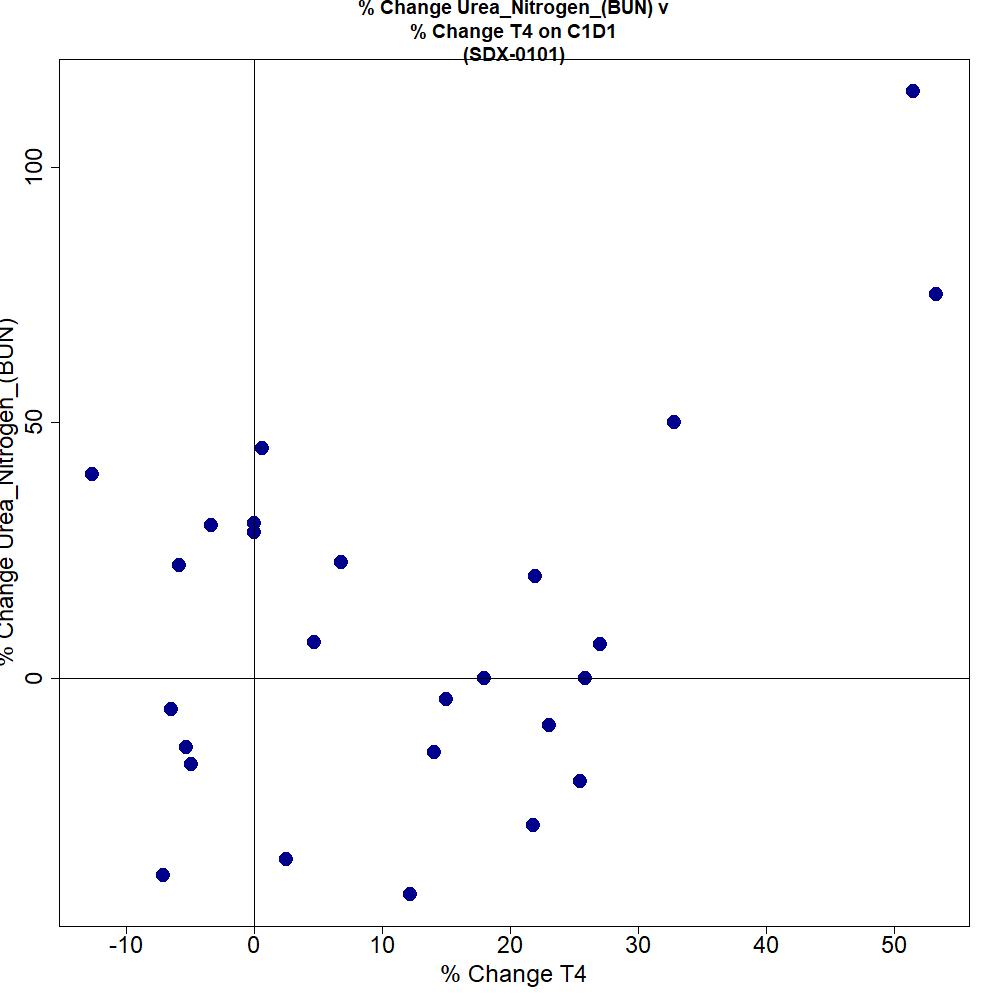 % Change Urea_Nitrogen_(BUN) v
% Change T4 on C1D1
(SDX-0101)
% Change Urea_Nitrogen_(BUN)
100
50
0
-10 0 10 20 30 40 50
% Change T4